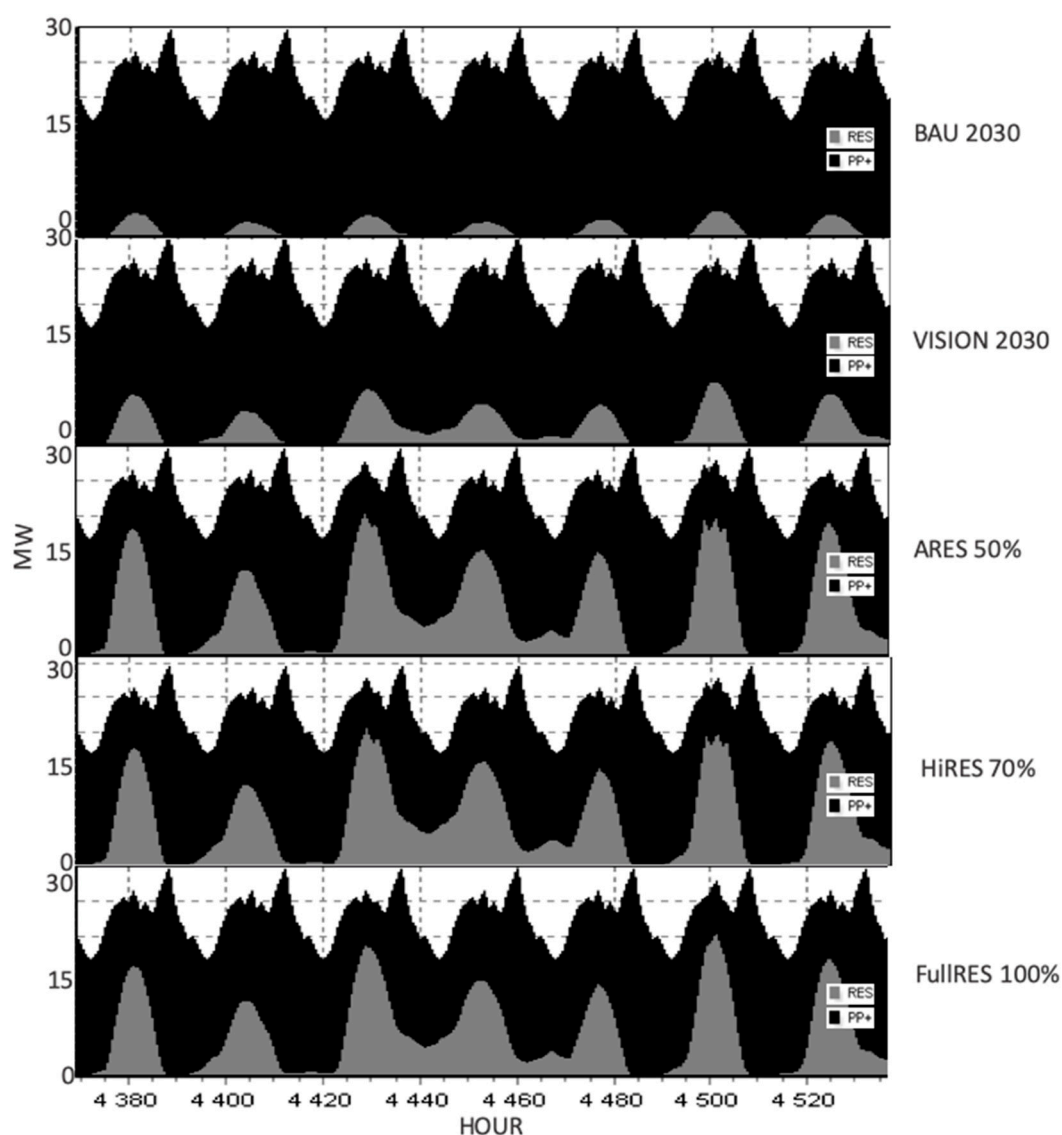 30
15
0
RES
PP+
BAU 2030
30
15
0
RES
PP+
VISION 2030
30
15
0
RES
PP+
ARES 50%
MW
30
15
0
RES
PP+
HiRES 70%
30
15
0
RES
PP+
FullRES 100%
4 380 4 400 4 420 4 440 4 460 4 480 4 500 4 520
HOUR